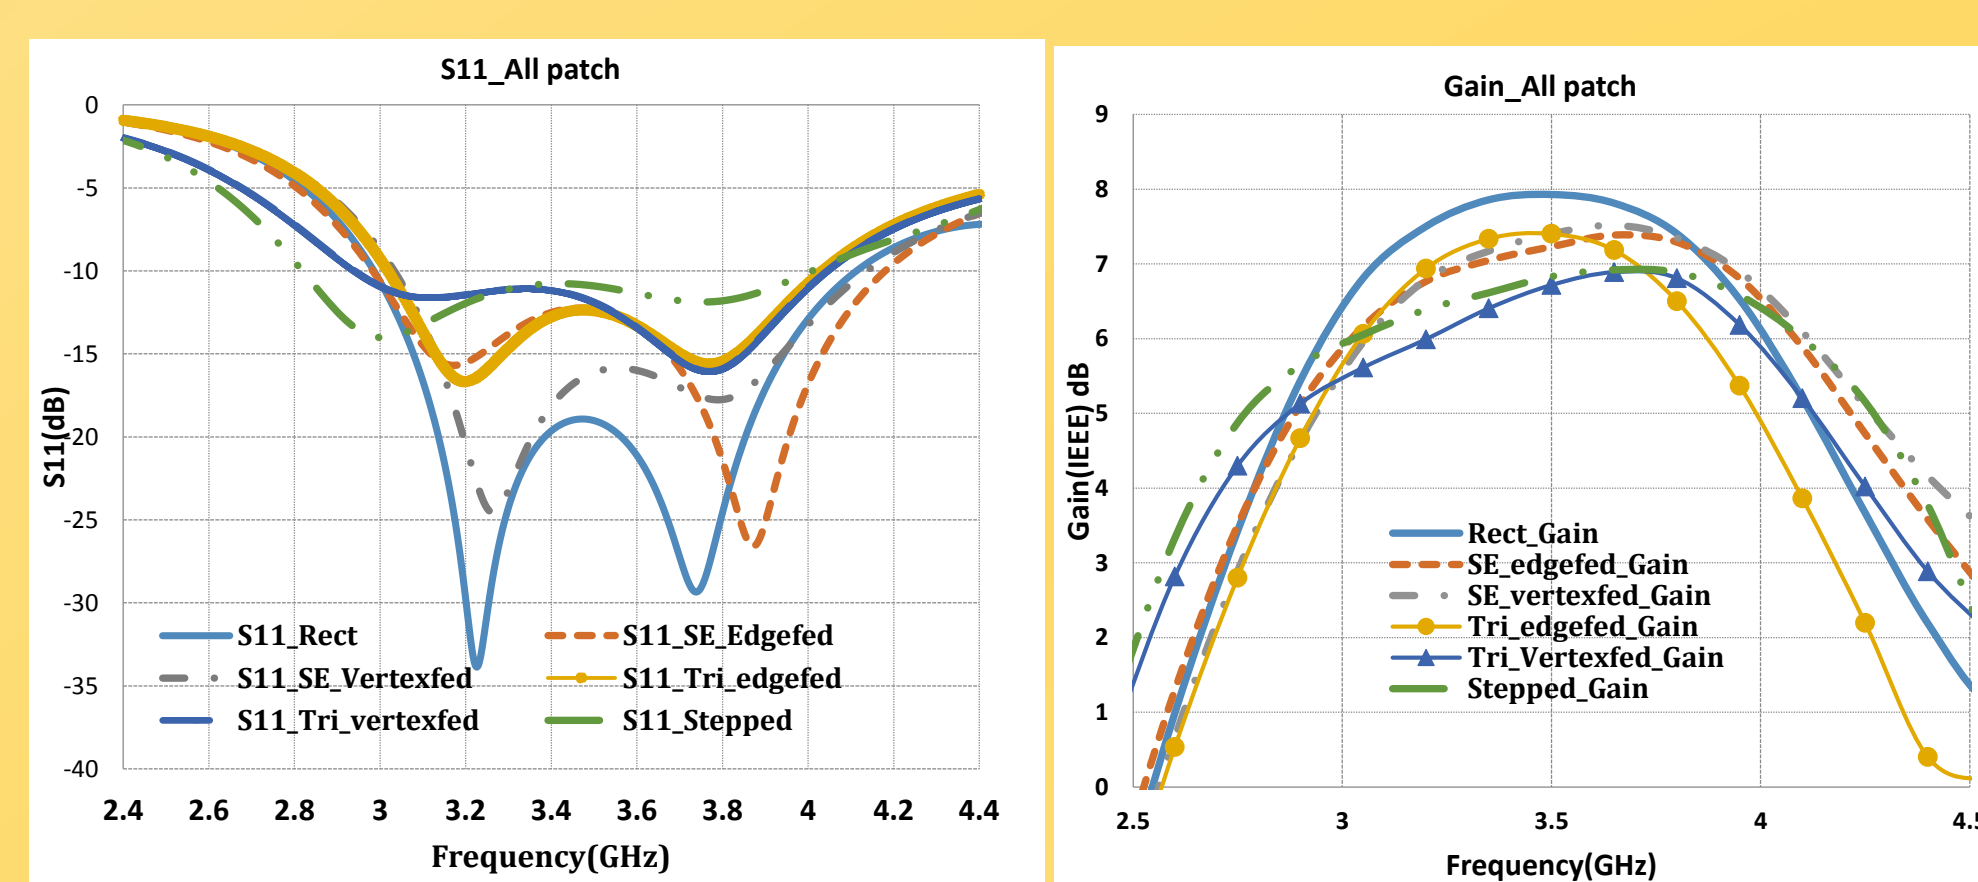 S11_All patch
0
-5
-10
-15
-20
-25
-30
-35
-40
S11(dB)
S11_Rect
S11_SE_Edgefed
S11_SE_Vertexfed
S11_Tri_edgefed
S11_Tri_vertexfed
S11_Stepped
2.4 2.6 2.8 3 3.2 3.4 3.6 3.8 4 4.2 4.4
Frequency(GHz)
Gain_All patch
9
8
7
6
5
4
3
2
1
0
Gain(IEEE) dB
Rect_Gain
SE_edgefed_Gain
SE_vertexfed_Gain
Tri_edgefed_Gain
Tri_Vertexfed_Gain
Stepped_Gain
2.5 3 3.5 4 4.5
Frequency(GHz)